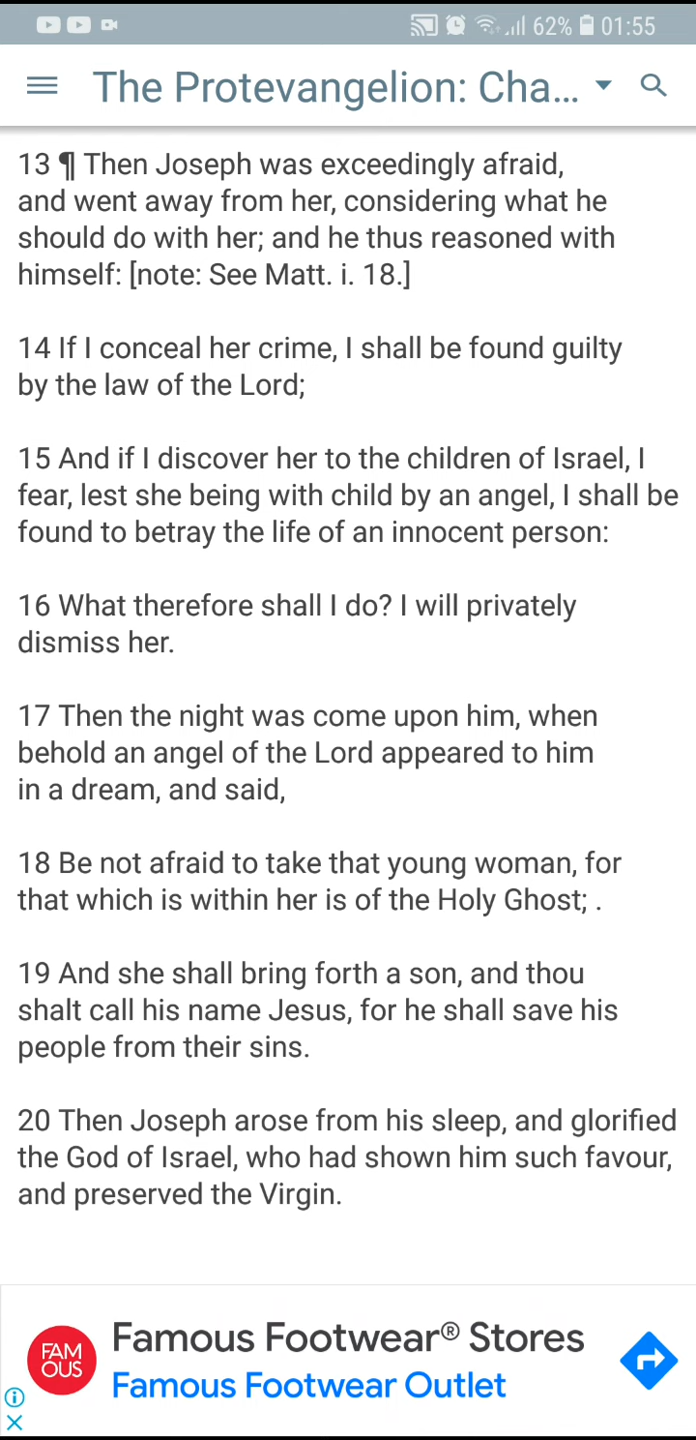 62% 01:55
The Protevangelion: Cha...
13 ¶ Then Joseph was exceedingly afraid,
and went away from her, considering what he
should do with her; and he thus reasoned with
himself: [note: See Matt. i. 18.]
14 If I conceal her crime, I shall be found guilty
by the law of the Lord;
15 And if I discover her to the children of Israel, I
fear, lest she being with child by an angel, I shall be
found to betray the life of an innocent person:
16 What therefore shall I do? I will privately
dismiss her.
17 Then the night was come upon him, when
behold an angel of the Lord appeared to him
in a dream, and said,
18 Be not afraid to take that young woman, for
that which is within her is of the Holy Ghost; .
19 And she shall bring forth a son, and thou
shalt call his name Jesus, for he shall save his
people from their sins.
20 Then Joseph arose from his sleep, and glorified
the God of Israel, who had shown him such favour,
and preserved the Virgin.
FAM
OUS
Famous Footwear® Stores
Famous Footwear Outlet